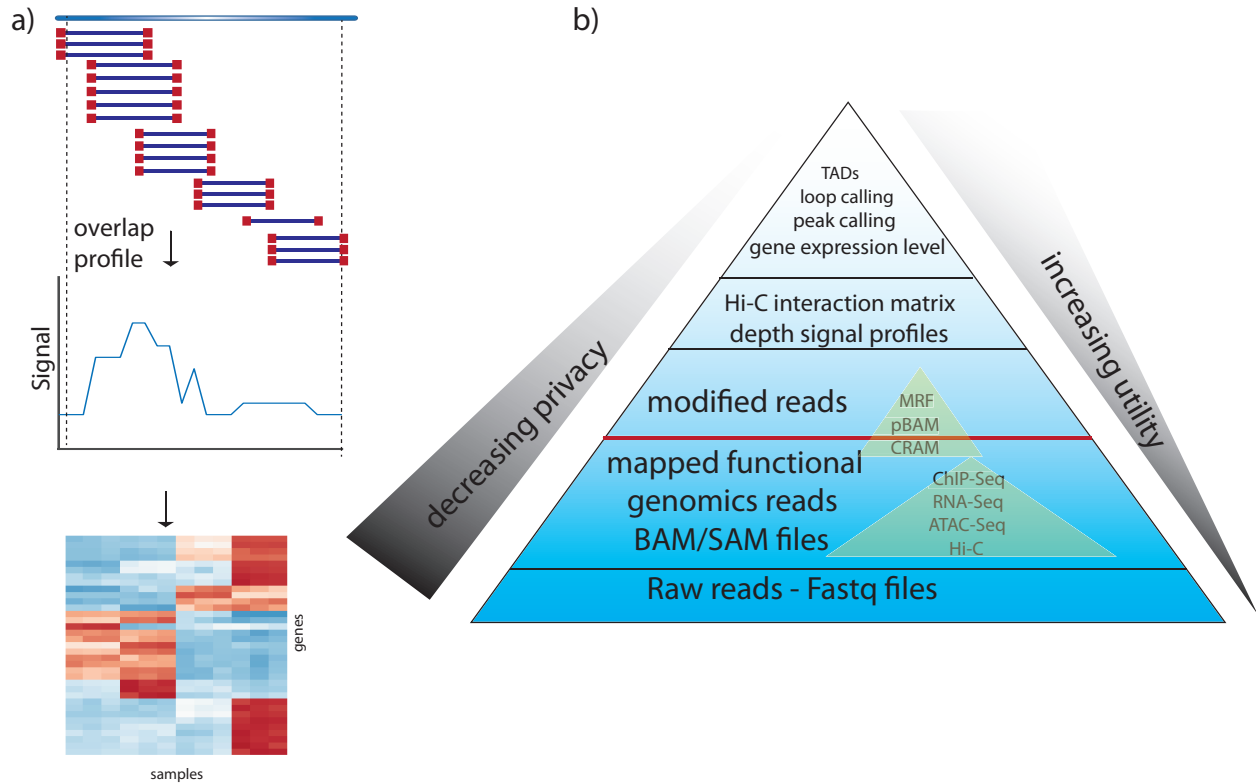 a)
overlap
profile
Signal
genes
samples
b)
TADs
loop calling
peak calling
gene expression level
Hi-C interaction matrix
depth signal profiles
modified reads
MRF
pBAM
CRAM
mapped functional
genomics reads
BAM/SAM files
ChIP-Seq
RNA-Seq
ATAC-Seq
Hi-C
Raw reads - Fastq files
decreasing privacy
increasing utility